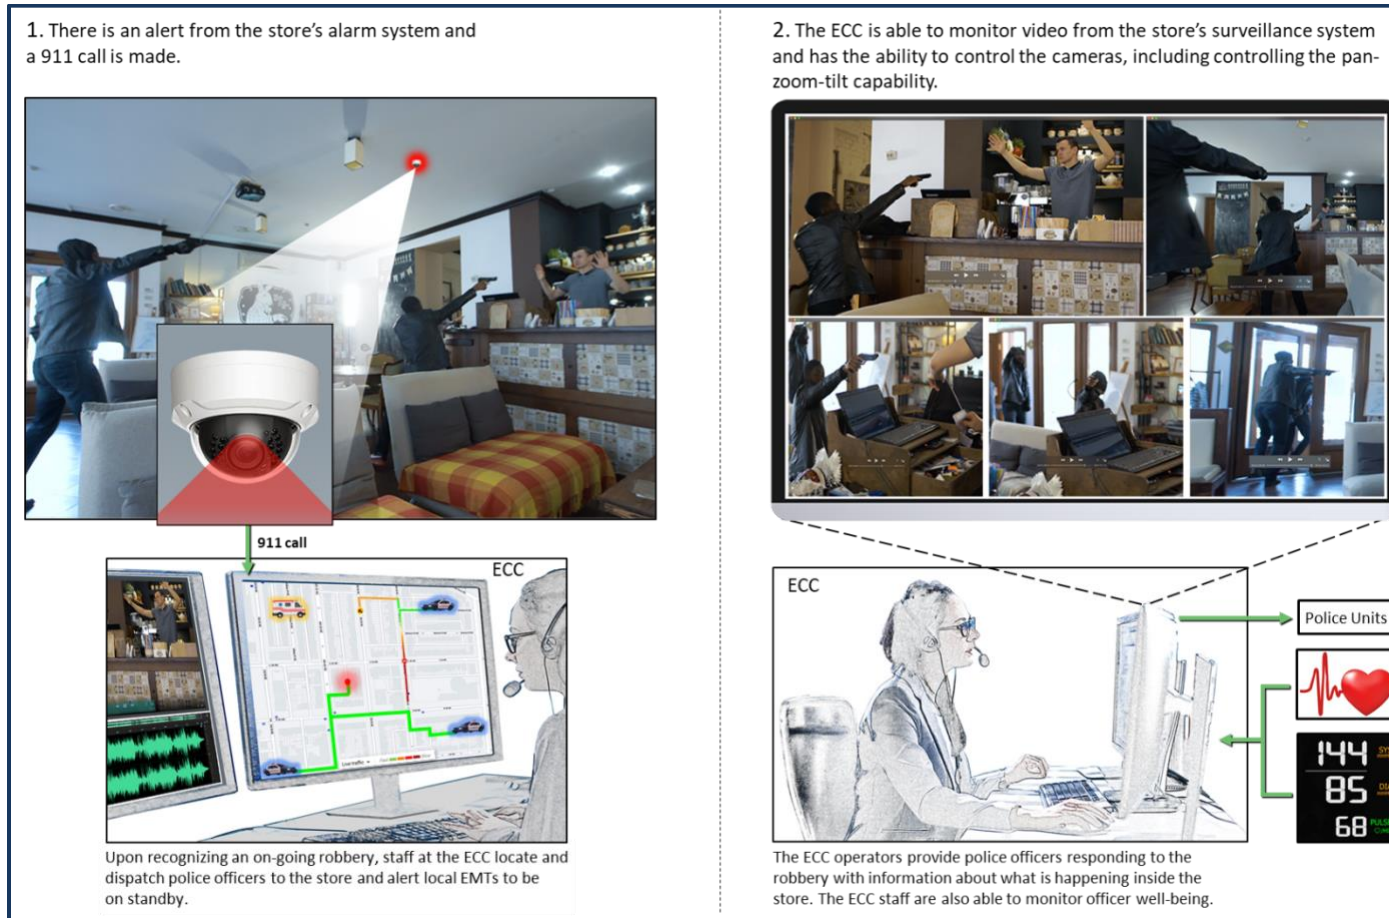 1. There is an alert from the store’s alarm system and
a 911 call is made.
911 call
ECC
Upon recognizing an on-going robbery, staff at the ECC locate and
dispatch police officers to the store and alert local EMTs to be
on standby.
2. The ECC is able to monitor video from the store’s surveillance system
and has the ability to control the cameras, including controlling the pan-
zoom-tilt capability.
ECC
Police Units
144
85
68
The ECC operators provide police officers responding to the
robbery with information about what is happening inside the
store. The ECC staff are also able to monitor officer well-being.